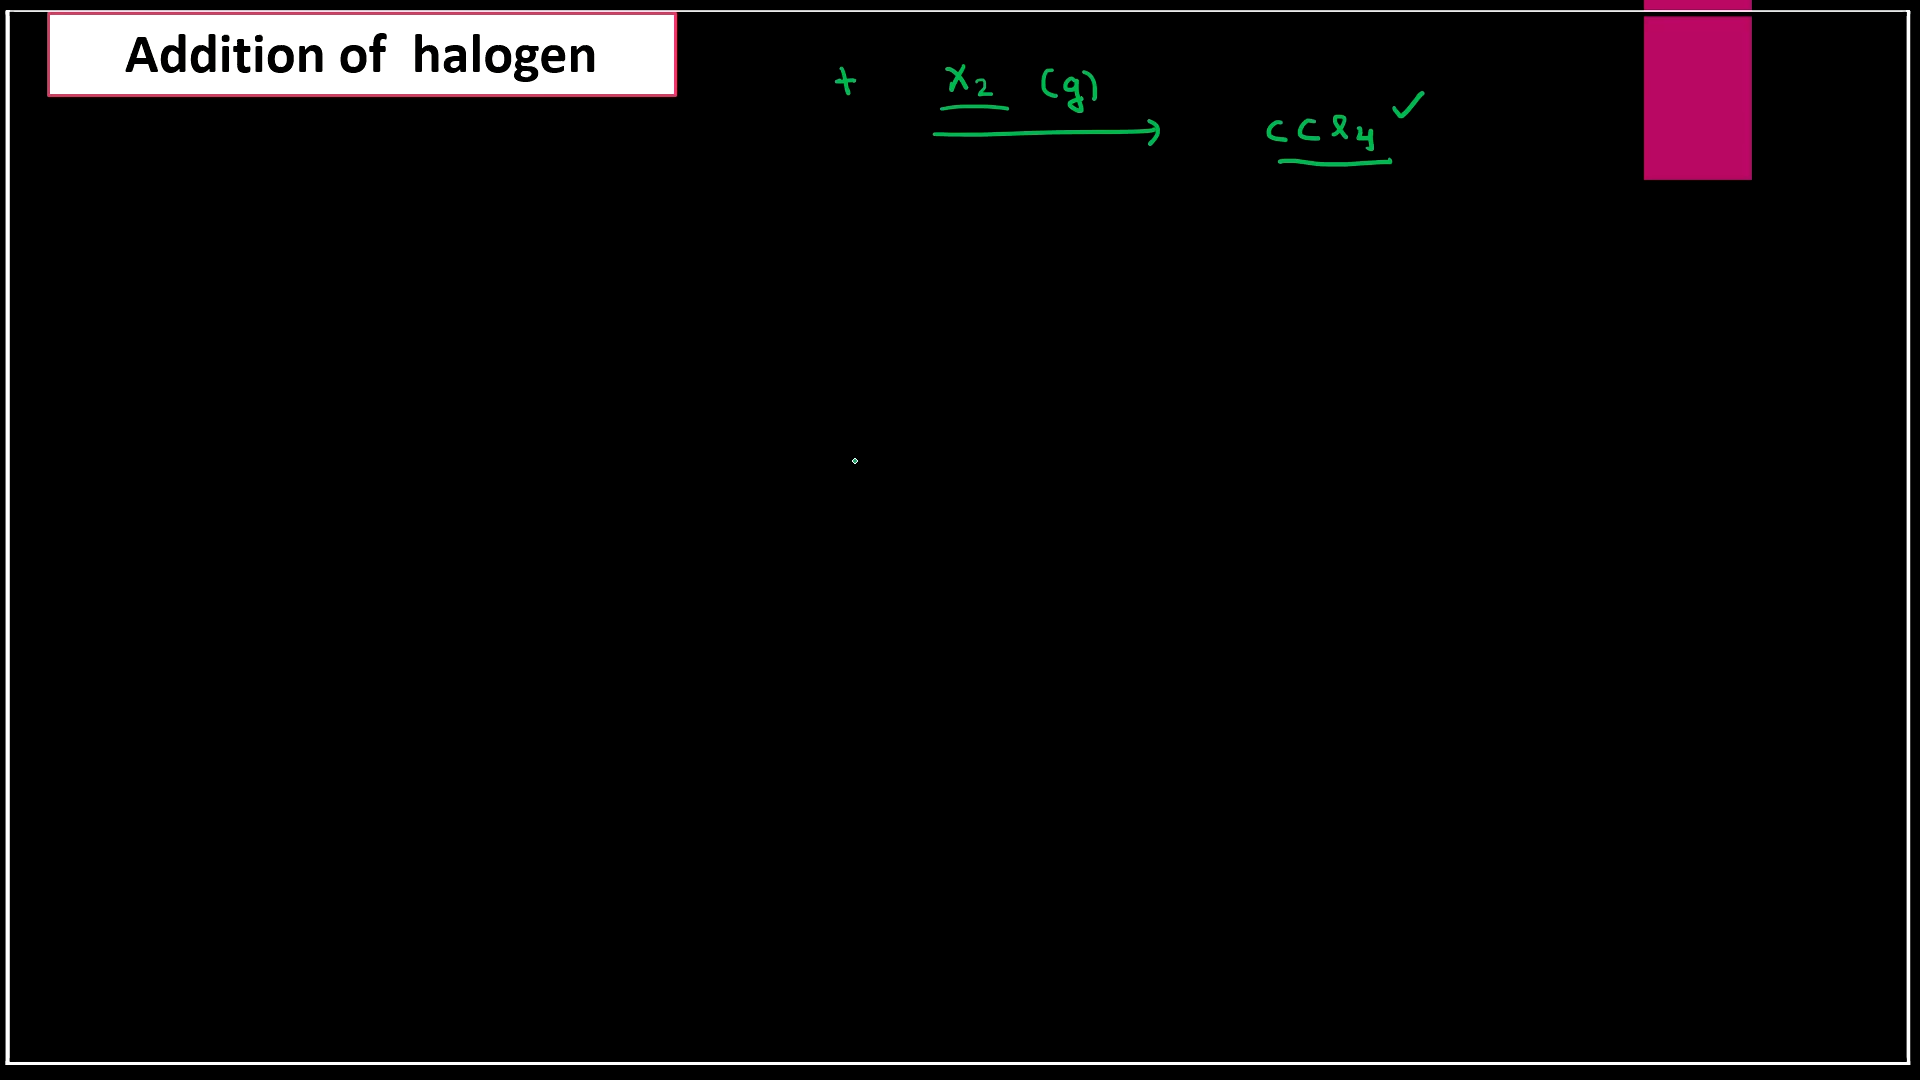 Addition of halogen
+ X₂ (g)
⟶ CCl₄ ✓